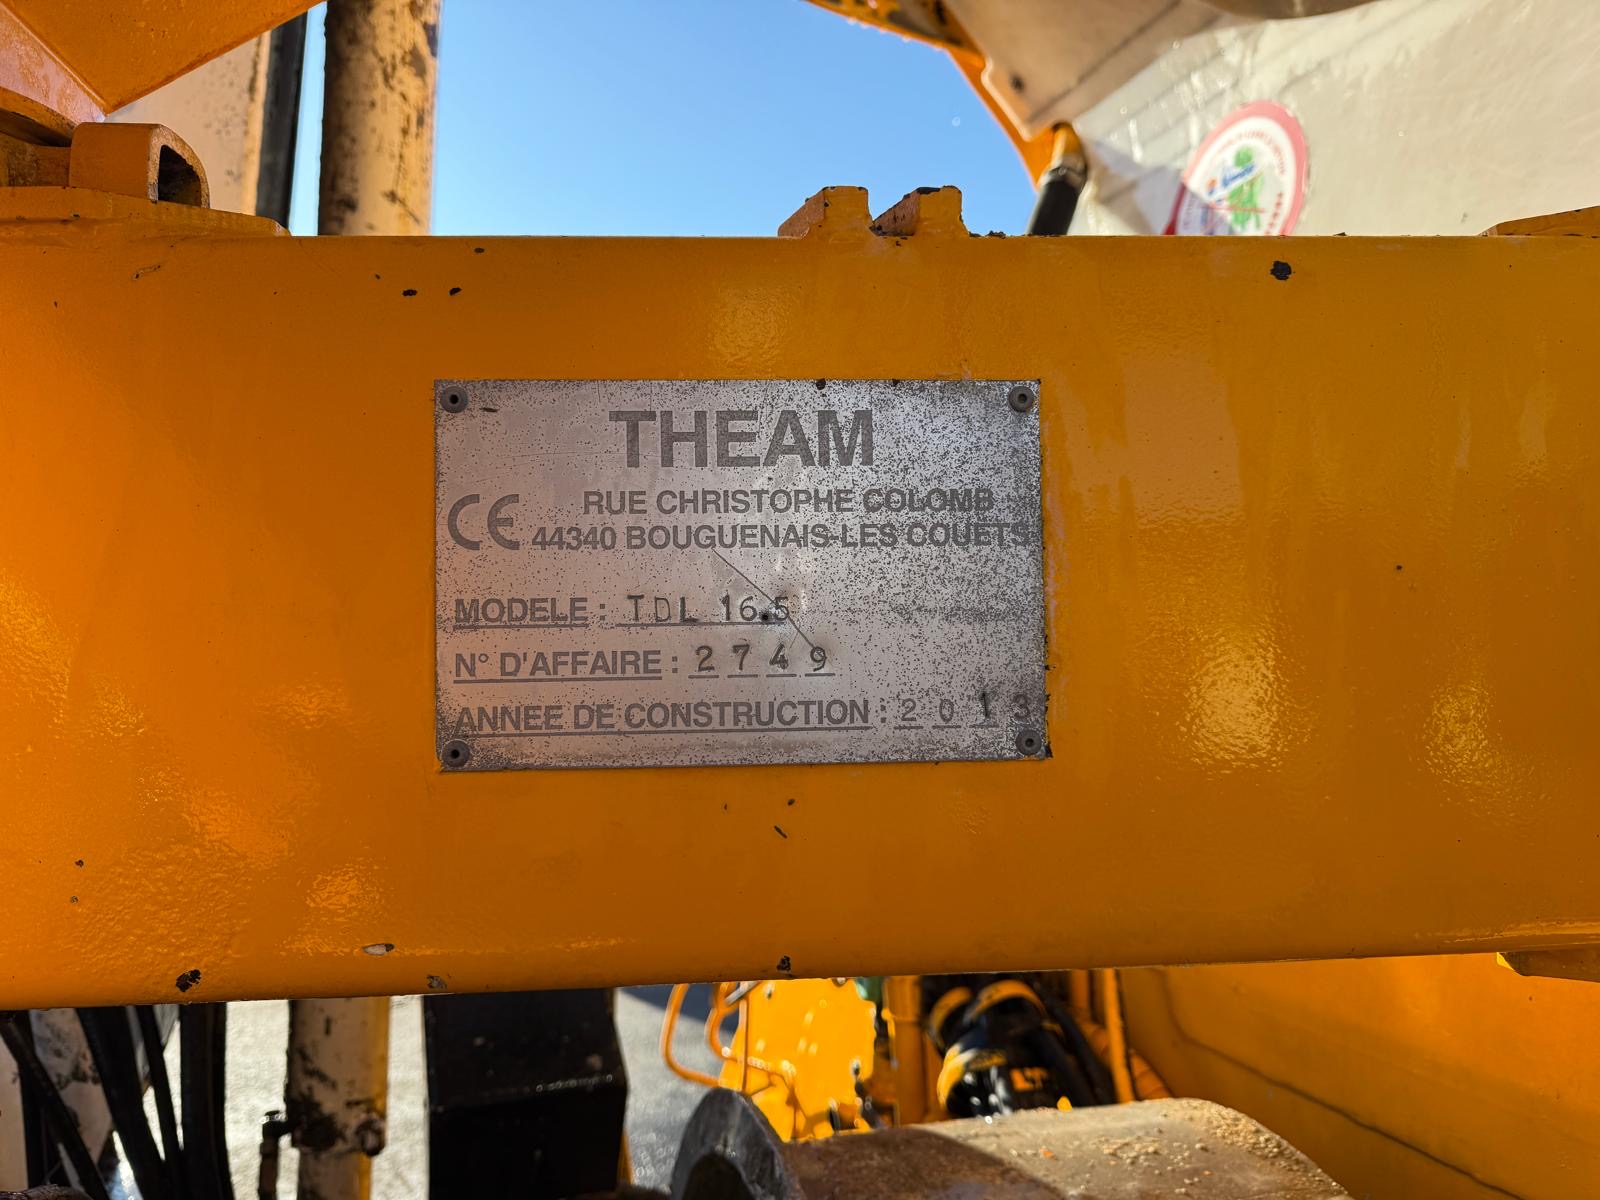 THEAM
CE RUE CHRISTOPHE COLOMB
44340 BOUGUENAIS-LES COUETS
MODELE : TDL 16.5
N° D'AFFAIRE : 2749
ANNEE DE CONSTRUCTION : 2013